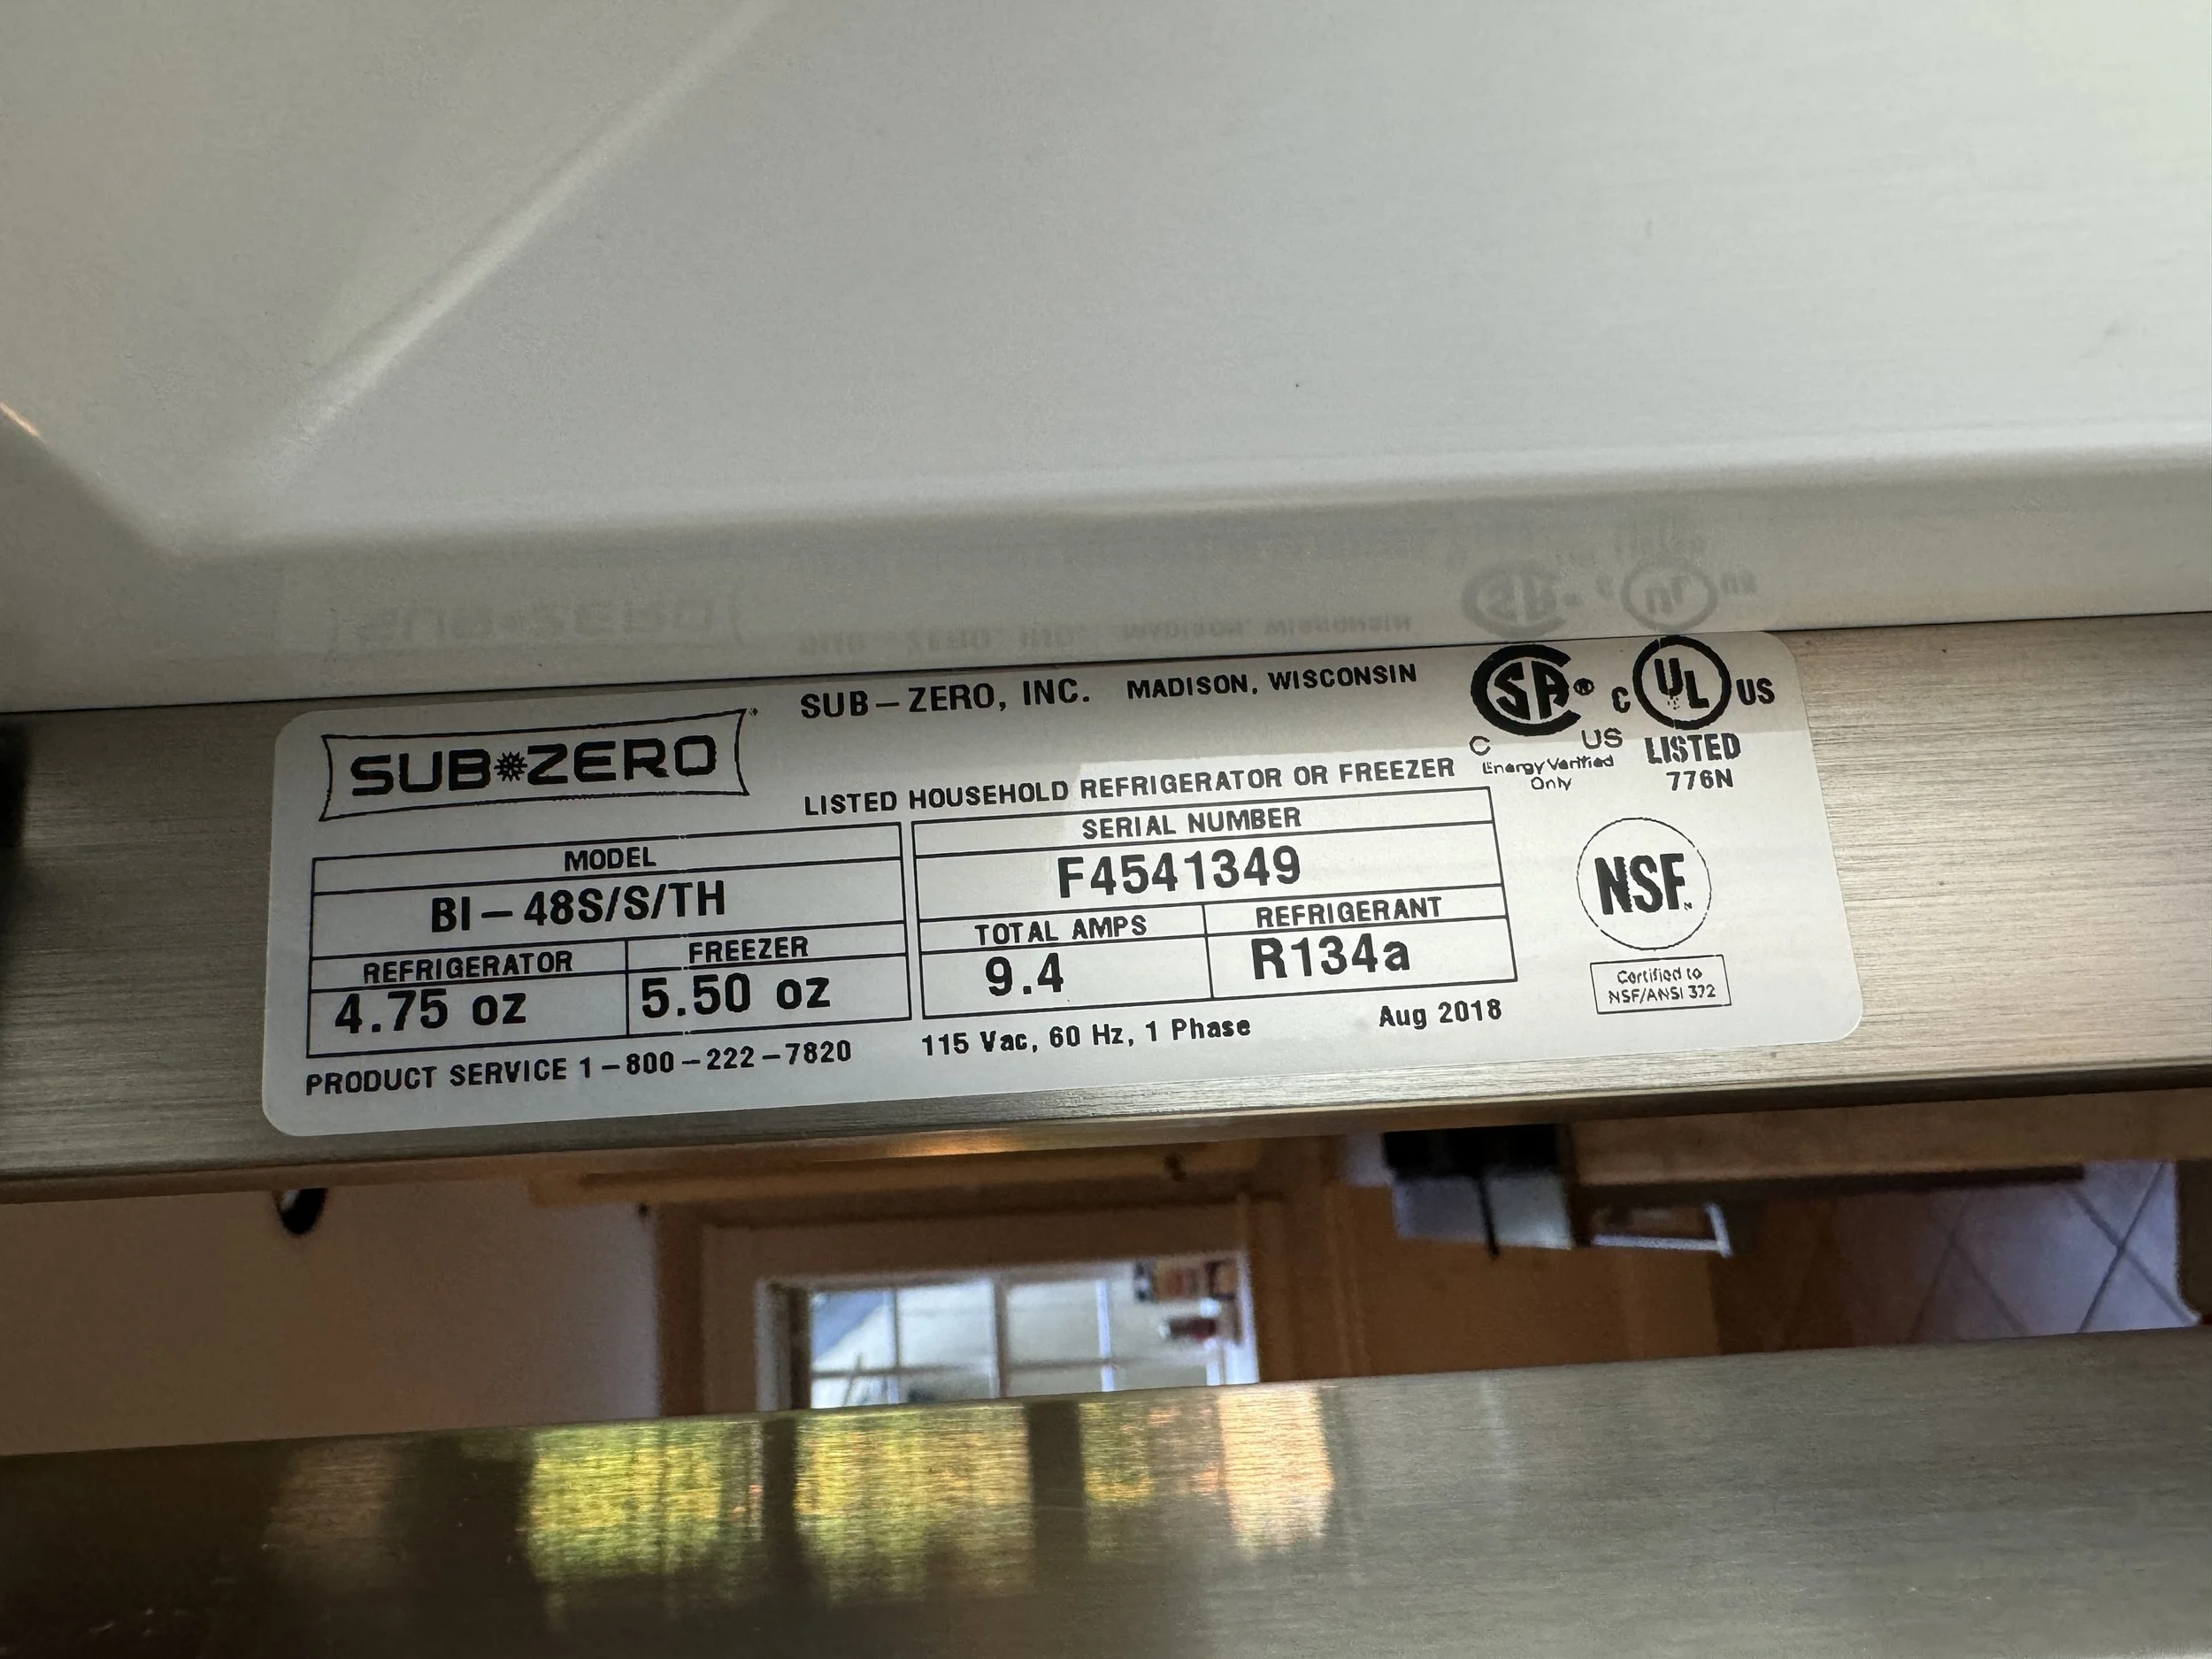 SUB-ZERO
SUB-ZERO, INC. MADISON, WISCONSIN
LISTED HOUSEHOLD REFRIGERATOR OR FREEZER
SA®
C US
Energy Verified
Only
C UL US
LISTED
776N
MODEL
BI-48S/S/TH
REFRIGERATOR FREEZER
4.75 oz 5.50 oz
SERIAL NUMBER
F4541349
TOTAL AMPS REFRIGERANT
9.4 R134a
NSF
Certified to
NSF/ANSI 372
PRODUCT SERVICE 1-800-222-7820 115 Vac, 60 Hz, 1 Phase Aug 2018